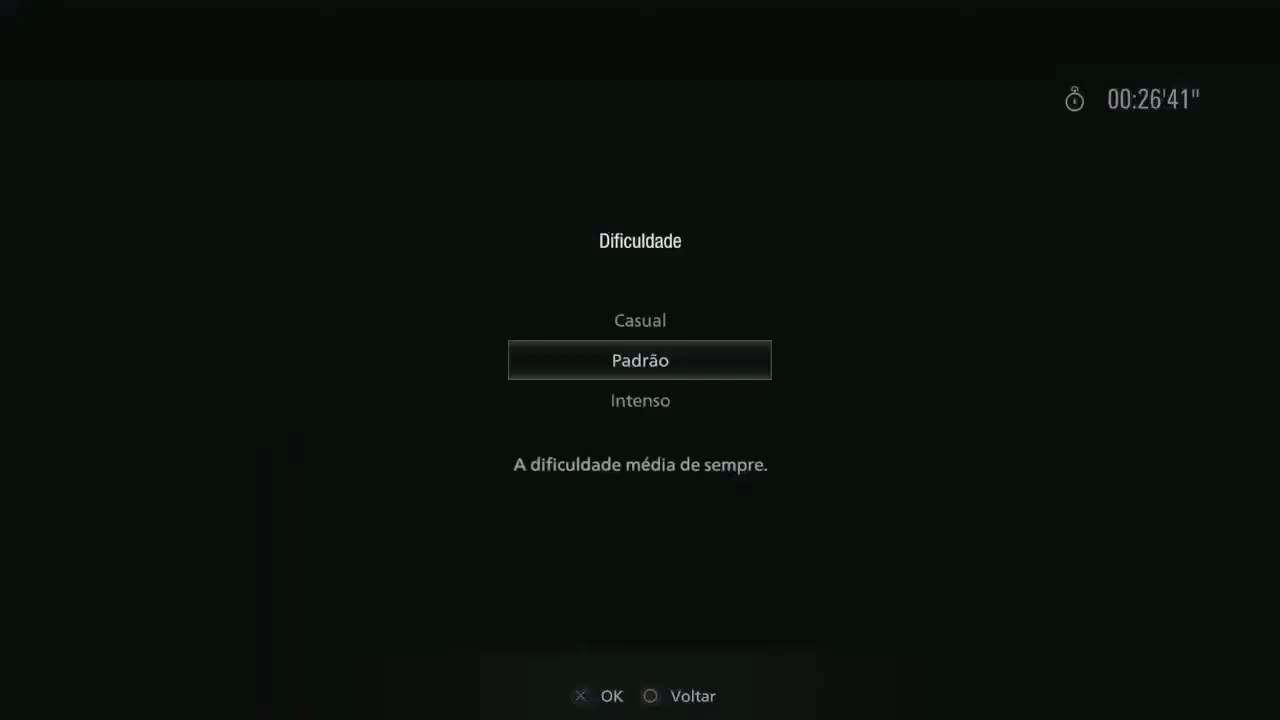 00:26'41"
Dificuldade
Casual
Padrão
Intenso
A dificuldade média de sempre.
OK Voltar